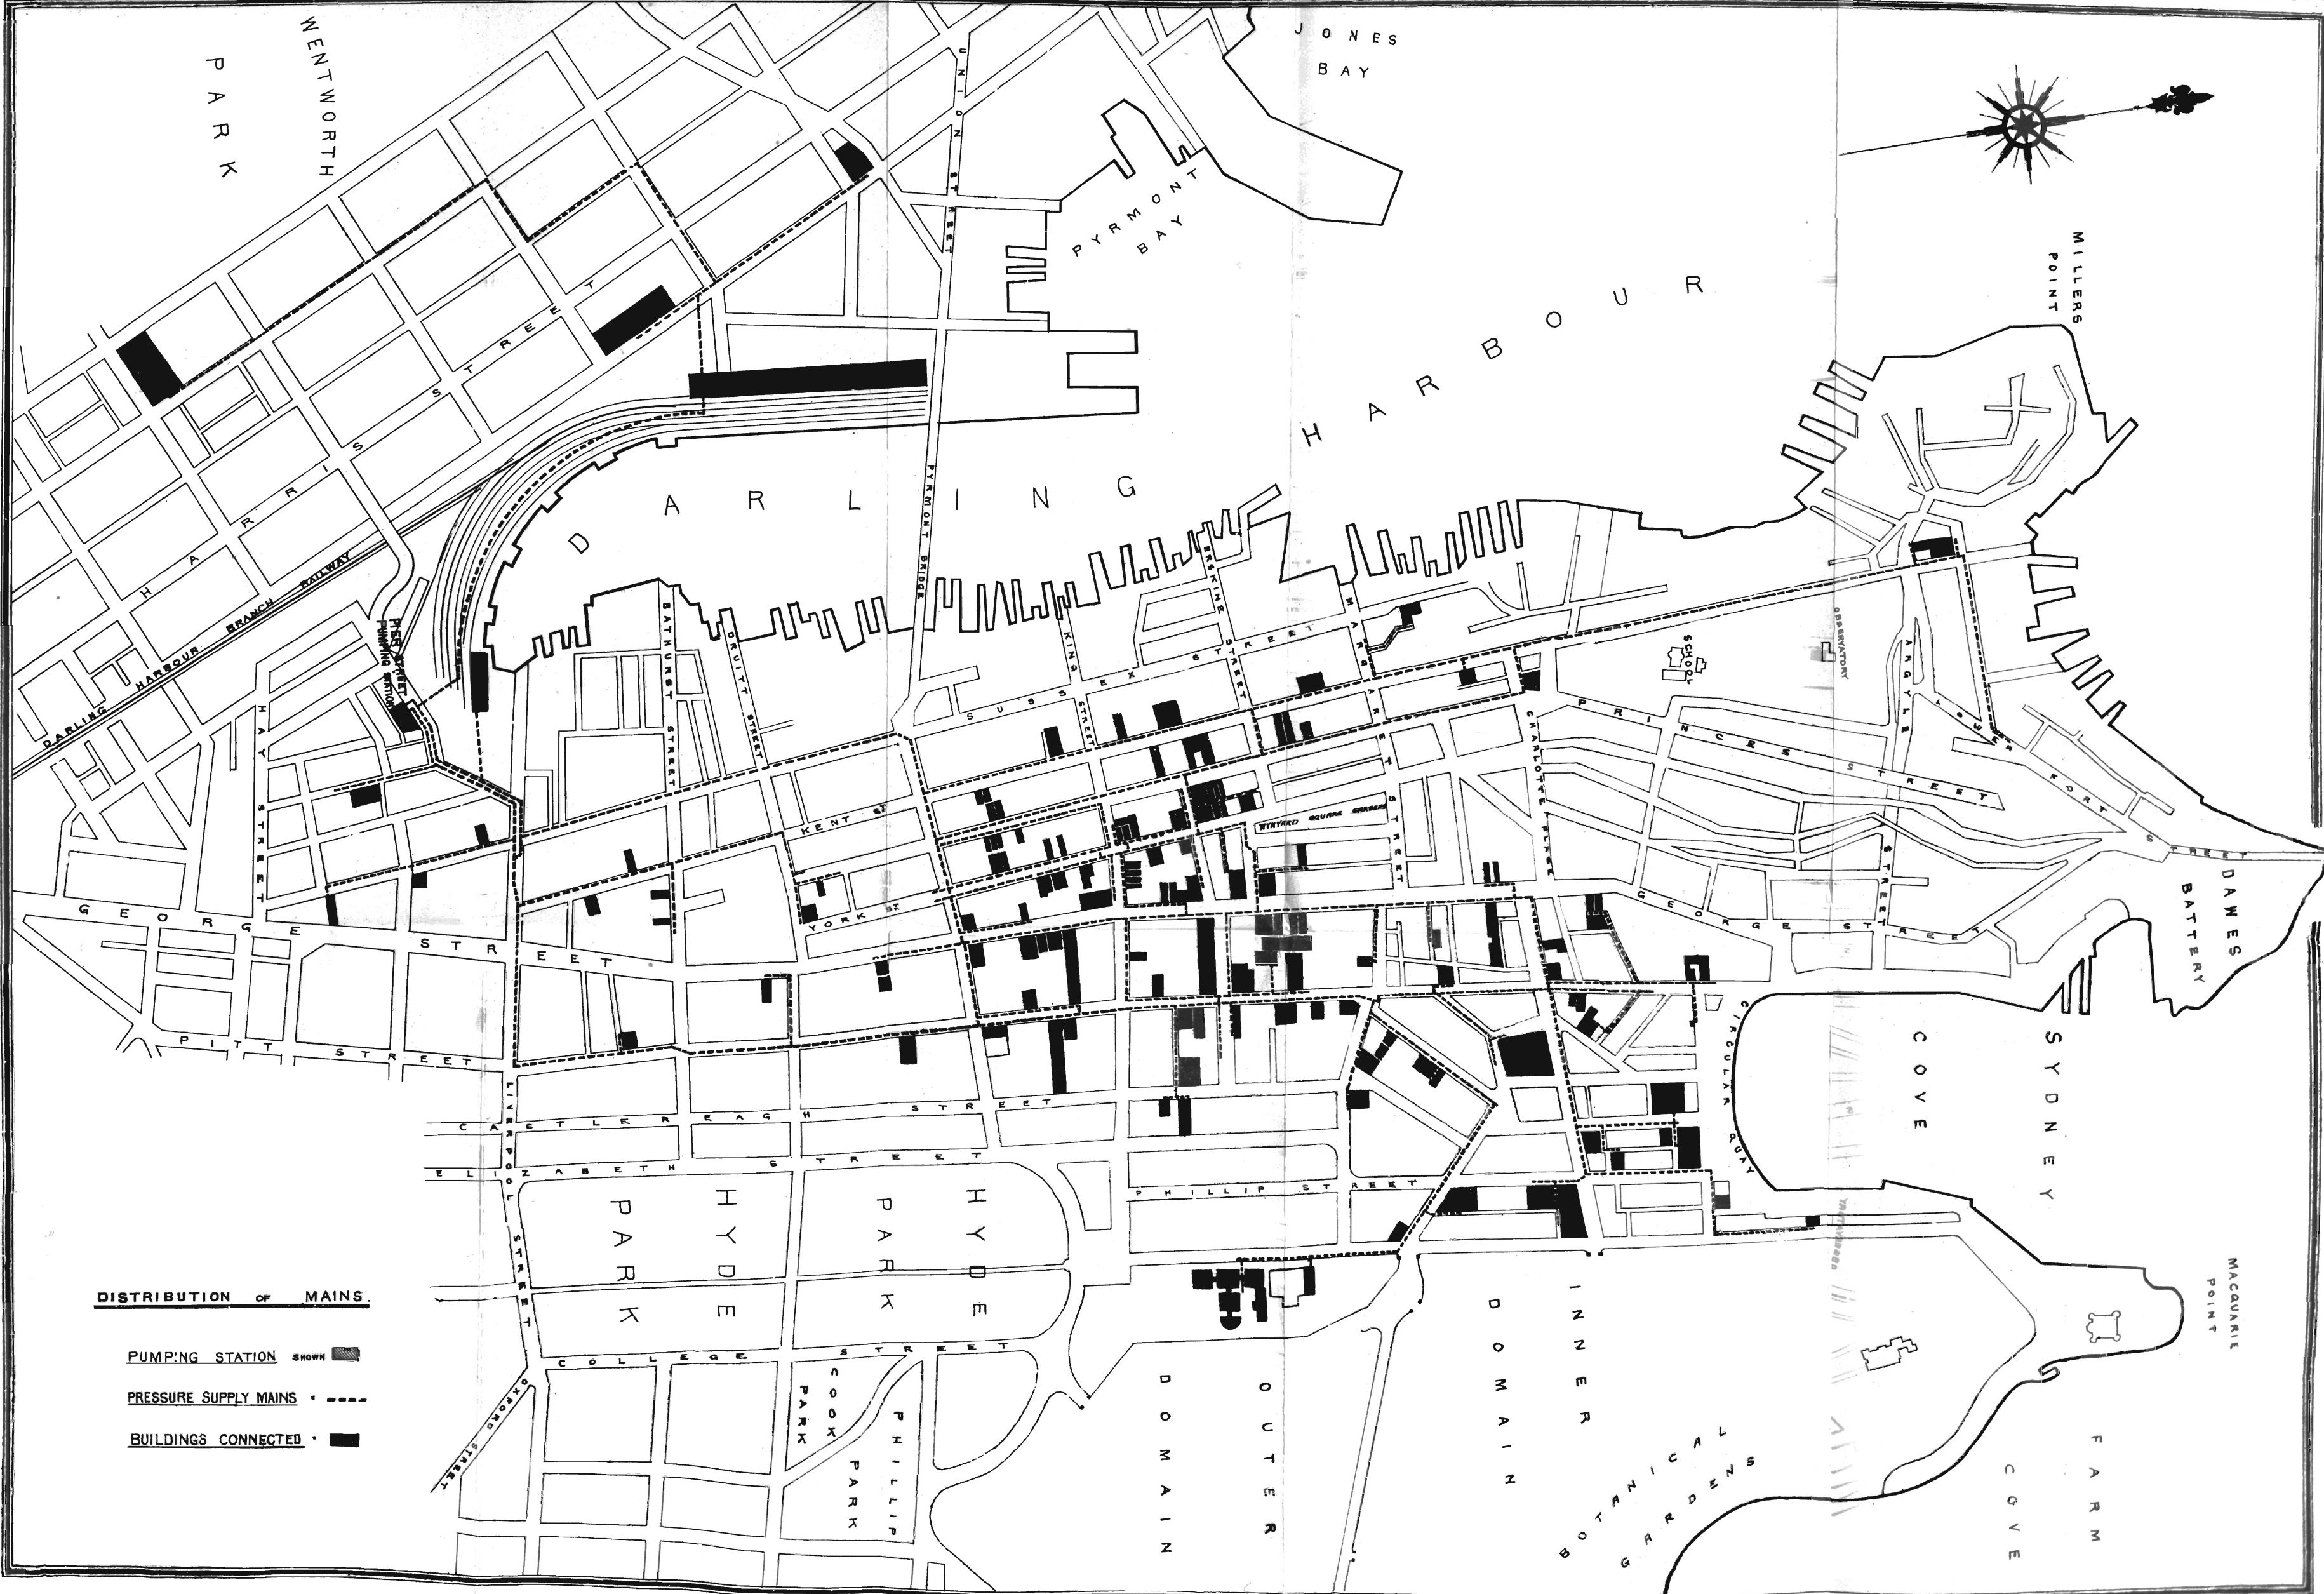 WENTWORTH
PARK
UNION STREET
JONES
BAY
PYRMONT
BAY
MILLERS
POINT
DARLING HARBOUR
HARRIS STREET
DARLING HARBOUR BRANCH RAILWAY
PYRMONT BRIDGE
PUMPING STATION
BATHURST STREET
DRUITT STREET
KING STREET
ERSKINE STREET
SUSSEX STREET
MARGARET STREET
SCHOOL
OBSERVATORY
ARGYLE STREET
LOWER FORT STREET
PRINCES STREET
CHARLOTTE PLACE
WYNYARD SQUARE GARDENS
KENT ST
YORK ST
HAY STREET
GEORGE STREET
GEORGE STREET
DAWES
BATTERY
PITT STREET
LIVERPOOL STREET
CASTLEREAGH STREET
ELIZABETH STREET
PHILLIP STREET
CIRCULAR QUAY
SYDNEY
COVE
HYDE
PARK
HYDE
PARK
COLLEGE STREET
OXFORD STREET
COOK
PARK
PHILLIP
PARK
OUTER
DOMAIN
INNER
DOMAIN
BOTANICAL
GARDENS
FARM
COVE
MACQUARIE
POINT
DISTRIBUTION OF MAINS.
PUMPING STATION SHOWN
PRESSURE SUPPLY MAINS "
BUILDINGS CONNECTED "